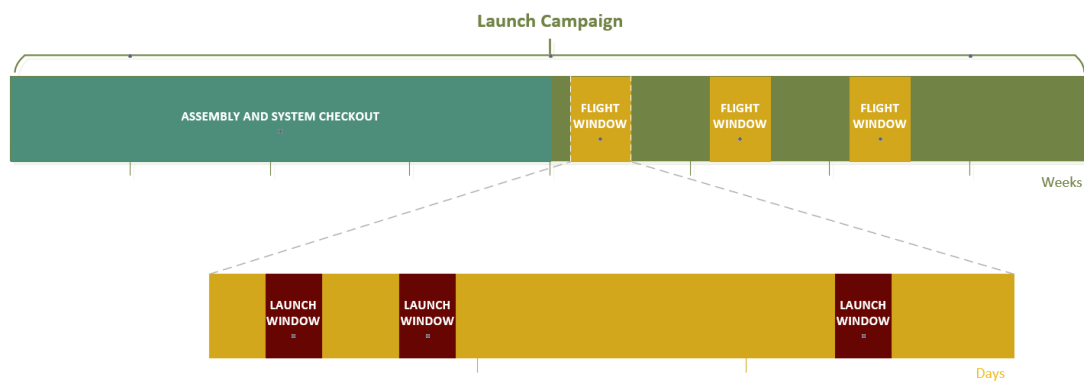 Launch Campaign
ASSEMBLY AND SYSTEM CHECKOUT
FLIGHT
WINDOW
FLIGHT
WINDOW
FLIGHT
WINDOW
Weeks
LAUNCH
WINDOW
LAUNCH
WINDOW
LAUNCH
WINDOW
Days